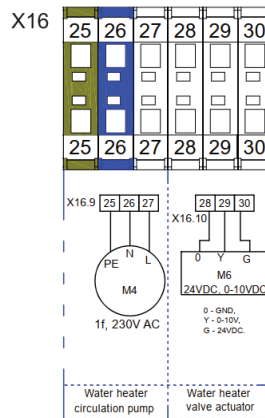 X16
25 26 27 28 29 30
25 26 27 28 29 30
X16.9 25 26 27
28 29 30
X16.10
PE N L
0 Y G
M4
M6
24VDC, 0-10VDC
1f, 230V AC
0 - GND,
Y - 0-10V,
G - 24VDC.
Water heater
circulation pump
Water heater
valve actuator